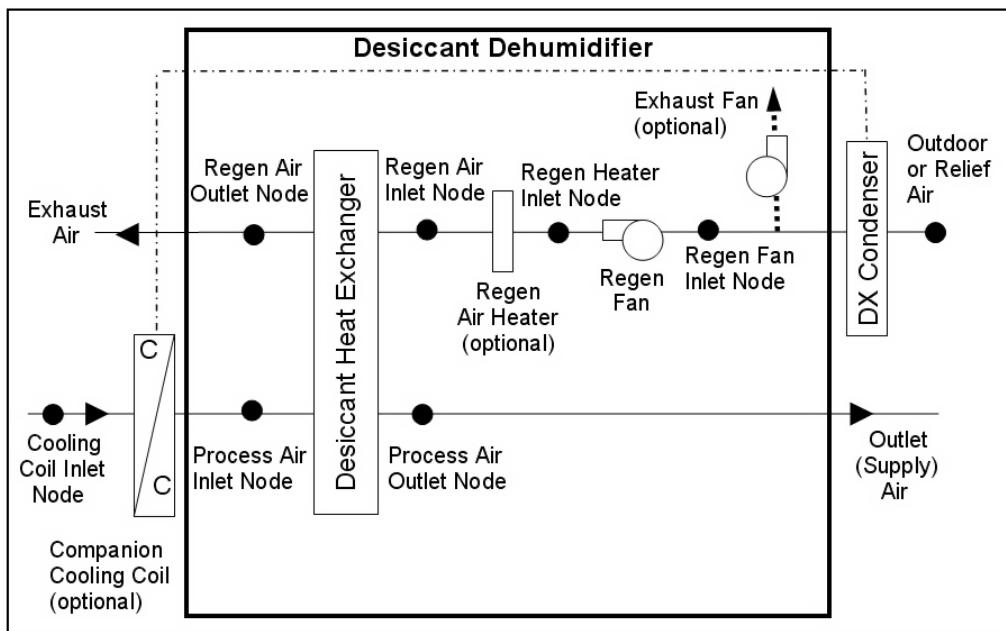 Desiccant Dehumidifier
Exhaust Fan
(optional)
Regen Air
Outlet Node
Regen Air
Inlet Node
Regen Heater
Inlet Node
Outdoor
or Relief
Air
Exhaust
Air
DX Condenser
Desiccant Heat Exchanger
Regen
Air Heater
(optional)
Regen
Fan
Regen Fan
Inlet Node
C
C
Cooling
Coil Inlet
Node
Process Air
Inlet Node
Process Air
Outlet Node
Outlet
(Supply)
Air
Companion
Cooling Coil
(optional)